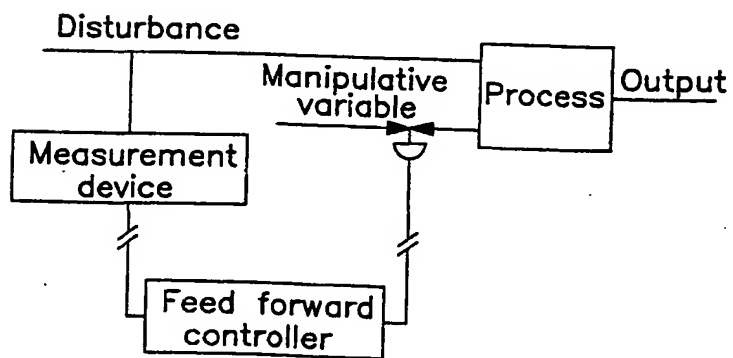 Disturbance
Manipulative
variable
Process
Output
Measurement
device
Feed forward
controller